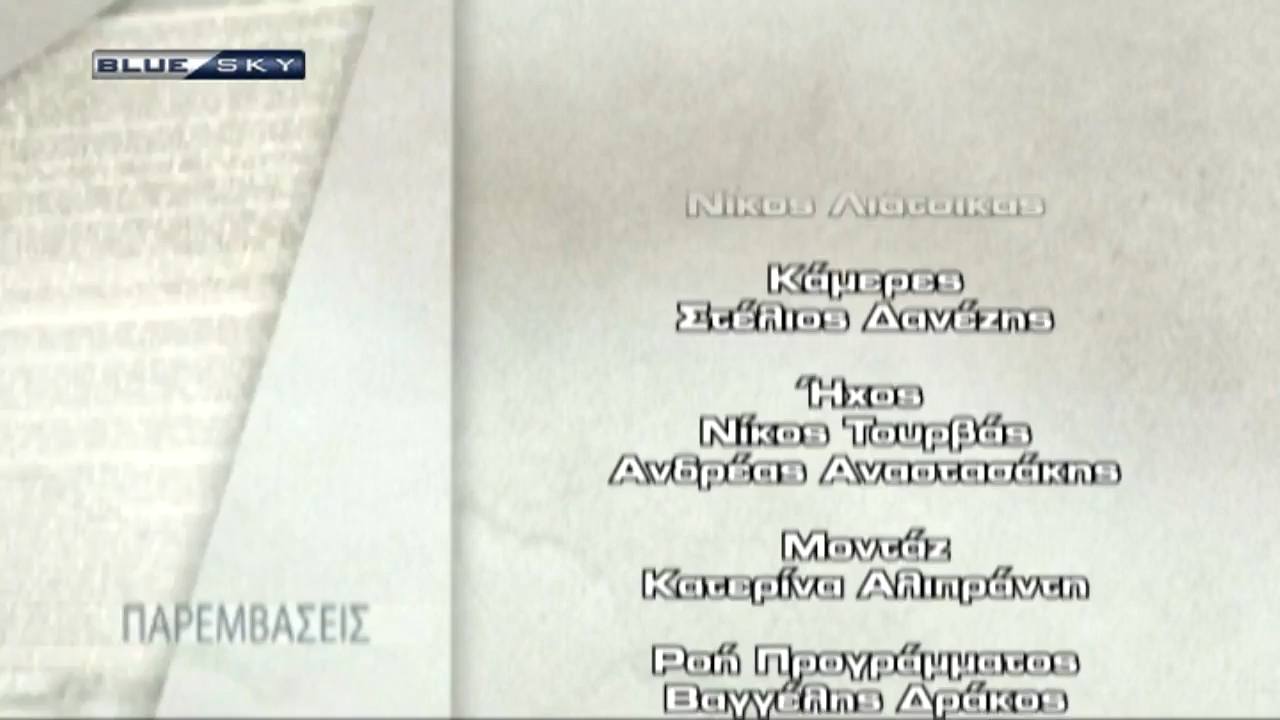 BLUE SKY
Νίκος Λιάτσικας
Κάμερες
Στέλιος Δανέζης
Ήχος
Νίκος Τουρβάς
Ανδρέας Αναστασάκης
Μοντάζ
Κατερίνα Αλιπράντη
ΠΑΡΕΜΒΑΣΕΙΣ
Ροή Προγράμματος
Βαγγέλης Δράκος